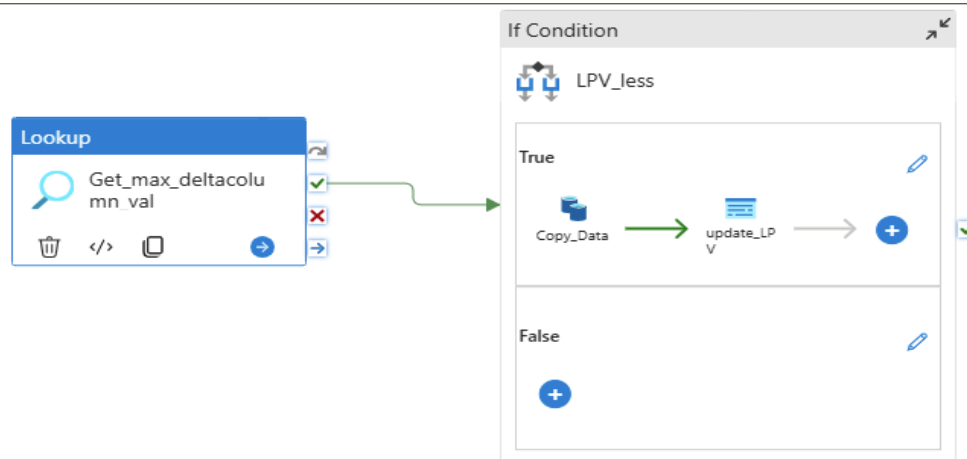 If Condition
LPV_less
Lookup
Get_max_deltacolu
mn_val
</>
True
Copy_Data
update_LP
V
False